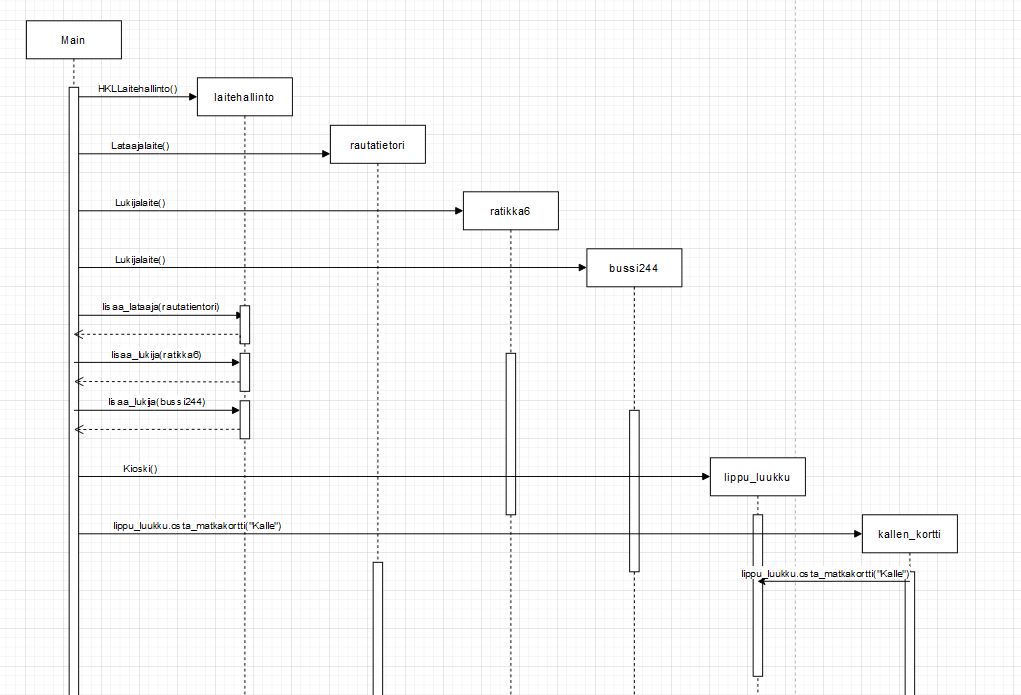 Main
HKLLaitehallinto()
laitehallinto
Lataajalaite()
rautatietori
Lukijalaite()
ratikka6
Lukijalaite()
bussi244
lisaa_lataaja(rautatientori)
lisaa_lukija(ratikka6)
lisaa_lukija(bussi244)
Kioski()
lippu_luukku
lippu_luukku.osta_matkakortti("Kalle")
kallen_kortti
lippu_luukku.osta_matkakortti("Kalle")